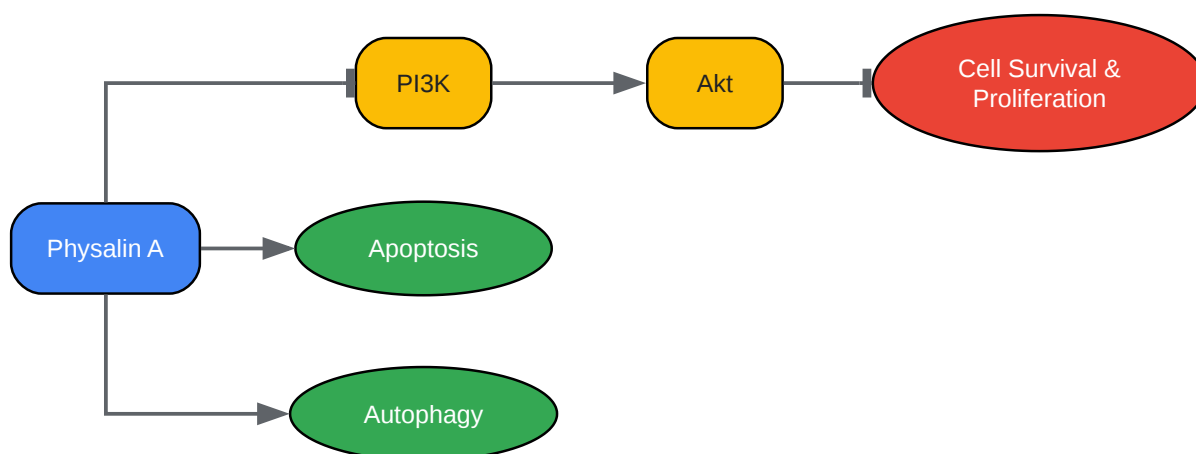 PI3K
Akt
Cell Survival &
Proliferation
Physalin A
Apoptosis
Autophagy